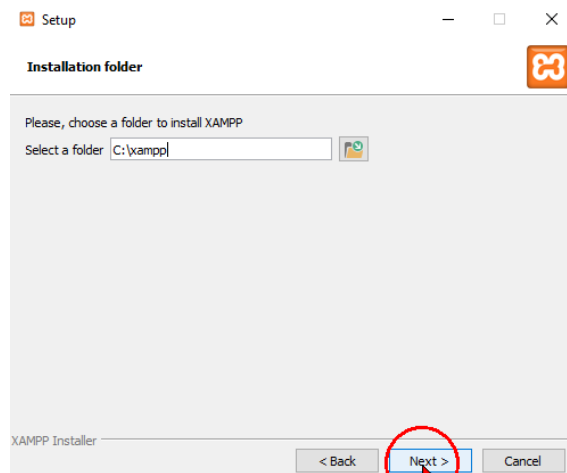 Setup
Installation folder
Please, choose a folder to install XAMPP
Select a folder C:\xampp
XAMPP Installer
< Back Next > Cancel